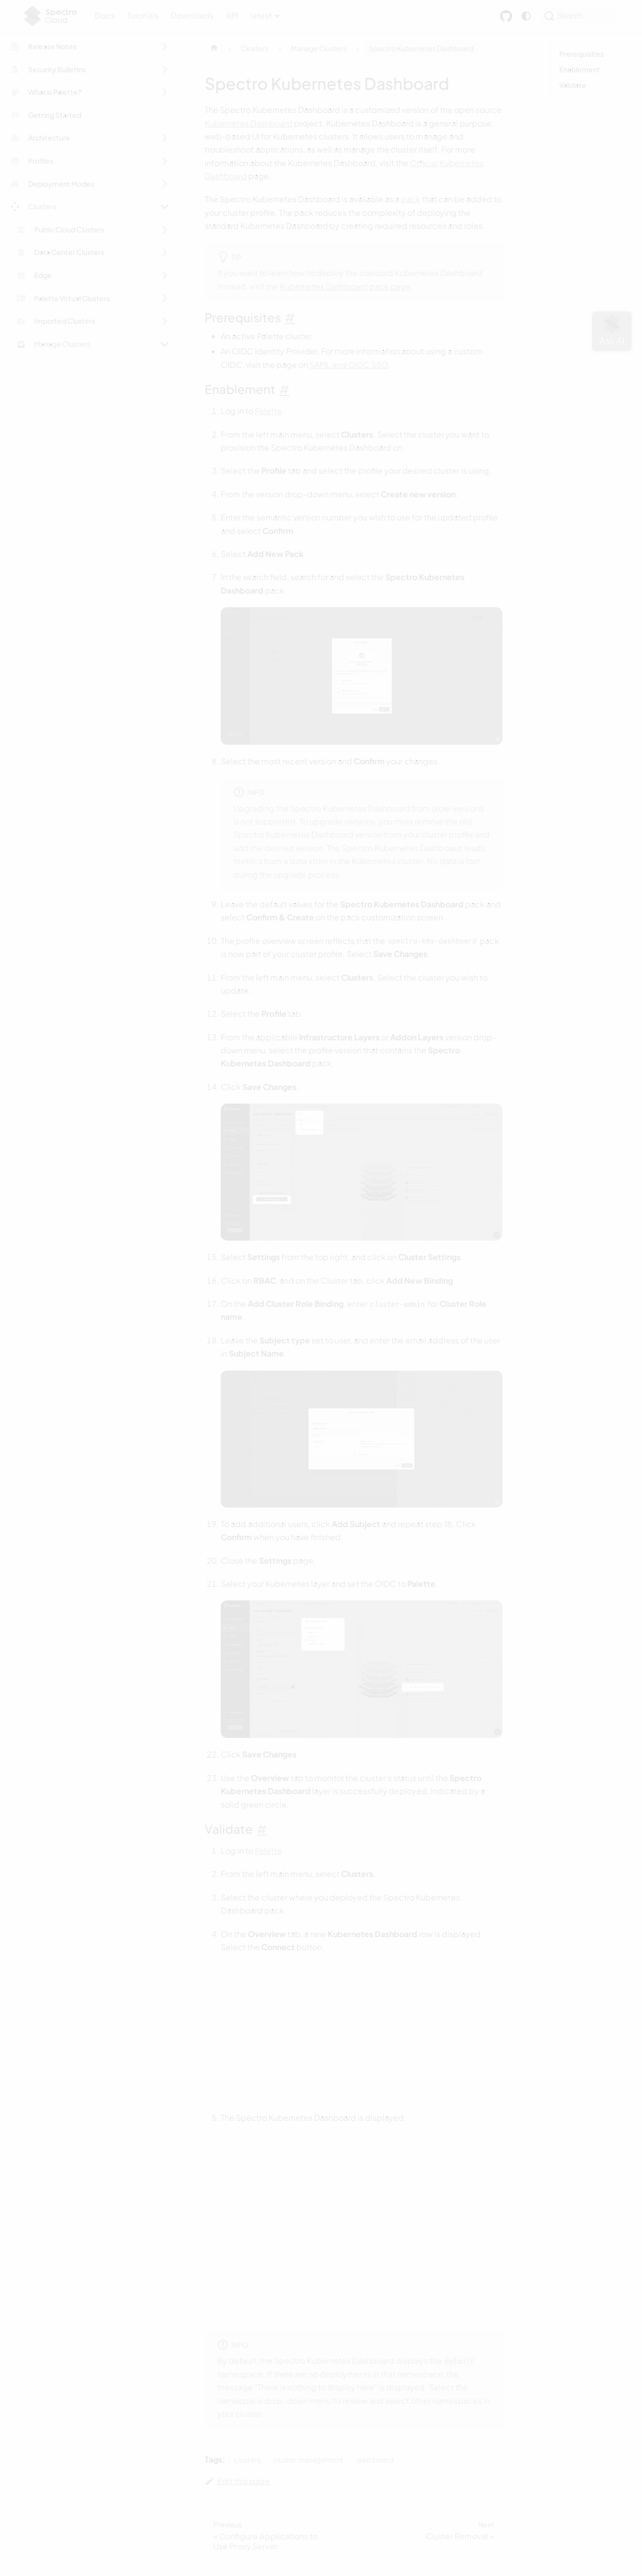 Spectro
Cloud
Docs
Tutorials
Downloads
API
Search
Release Notes
Security Bulletins
What is Palette?
Getting Started
Architecture
Profiles
Deployment Modes
Clusters
Public Cloud Clusters
Data Center Clusters
Edge
Palette Virtual Clusters
Imported Clusters
Manage Clusters
Clusters
Manage Clusters
Spectro Kubernetes Dashboard
Prerequisites
Enablement
Validate
Ask AI
Spectro Kubernetes Dashboard
The Spectro Kubernetes Dashboard is a customized version of the open source
Kubernetes Dashboard project. Kubernetes Dashboard is a general purpose,
web-based UI for Kubernetes clusters. It allows users to manage and
troubleshoot applications, as well as manage the cluster itself. For more
information about the Kubernetes Dashboard, visit the Official Kubernetes
Dashboard page.
The Spectro Kubernetes Dashboard is available as a pack that can be added to
your cluster profile. The pack reduces the complexity of deploying the
standard Kubernetes Dashboard by creating required resources and roles.
TIP
If you want to learn how to deploy the standard Kubernetes Dashboard
instead, visit the Kubernetes Dashboard pack page.
Prerequisites #
An active Palette cluster.
An OIDC Identity Provider. For more information about using a custom
OIDC, visit the page on SAML and OIDC SSO.
Enablement #
1. Log in to Palette.
2. From the left main menu, select Clusters. Select the cluster you want to
provision the Spectro Kubernetes Dashboard on.
3. Select the Profile tab and select the profile your desired cluster is using.
4. From the version drop-down menu, select Create new version.
5. Enter the semantic version number you wish to use for the updated profile
and select Confirm.
6. Select Add New Pack.
7. In the search field, search for and select the Spectro Kubernetes
Dashboard pack.
8. Select the most recent version and Confirm your changes.
INFO
Upgrading the Spectro Kubernetes Dashboard from older versions
is not supported. To upgrade versions, you must remove the old
Spectro Kubernetes Dashboard version from your cluster profile and
add the desired version. The Spectro Kubernetes Dashboard reads
metrics from a data store in the Kubernetes cluster. No data is lost
during the upgrade process.
9. Leave the default values for the Spectro Kubernetes Dashboard pack and
select Confirm & Create on the pack customization screen.
10. The profile overview screen reflects that the spectro-k8s-dashboard pack
is now part of your cluster profile. Select Save Changes.
11. From the left main menu, select Clusters. Select the cluster you wish to
update.
12. Select the Profile tab.
13. From the applicable Infrastructure Layers or Addon Layers version drop-
down menu, select the profile version that contains the Spectro
Kubernetes Dashboard pack.
14. Click Save Changes.
15. Select Settings from the top right, and click on Cluster Settings.
16. Click on RBAC, and on the Cluster tab, click Add New Binding.
17. On the Add Cluster Role Binding, enter cluster-admin for Cluster Role
name.
18. Leave the Subject type set to user, and enter the email address of the user
in Subject Name.
19. To add additional users, click Add Subject and repeat step 18. Click
Confirm when you have finished.
20. Close the Settings page.
21. Select your Kubernetes layer and set the OIDC to Palette.
22. Click Save Changes.
23. Use the Overview tab to monitor the cluster's status until the Spectro
Kubernetes Dashboard layer is successfully deployed, indicated by a
solid green circle.
Validate #
1. Log in to Palette.
2. From the left main menu, select Clusters.
3. Select the cluster where you deployed the Spectro Kubernetes
Dashboard pack.
4. On the Overview tab, a new Kubernetes Dashboard row is displayed.
Select the Connect button.
5. The Spectro Kubernetes Dashboard is displayed.
INFO
By default, the Spectro Kubernetes Dashboard displays the default
namespace. If there are no deployments in that namespace, the
message "There is nothing to display here" is displayed. Select the
namespace drop-down menu to review and select other namespaces in
your cluster.
Tags:
clusters
cluster management
dashboard
Edit this page
Previous
« Configure Applications to
Use Proxy Server
Next
Cluster Removal »